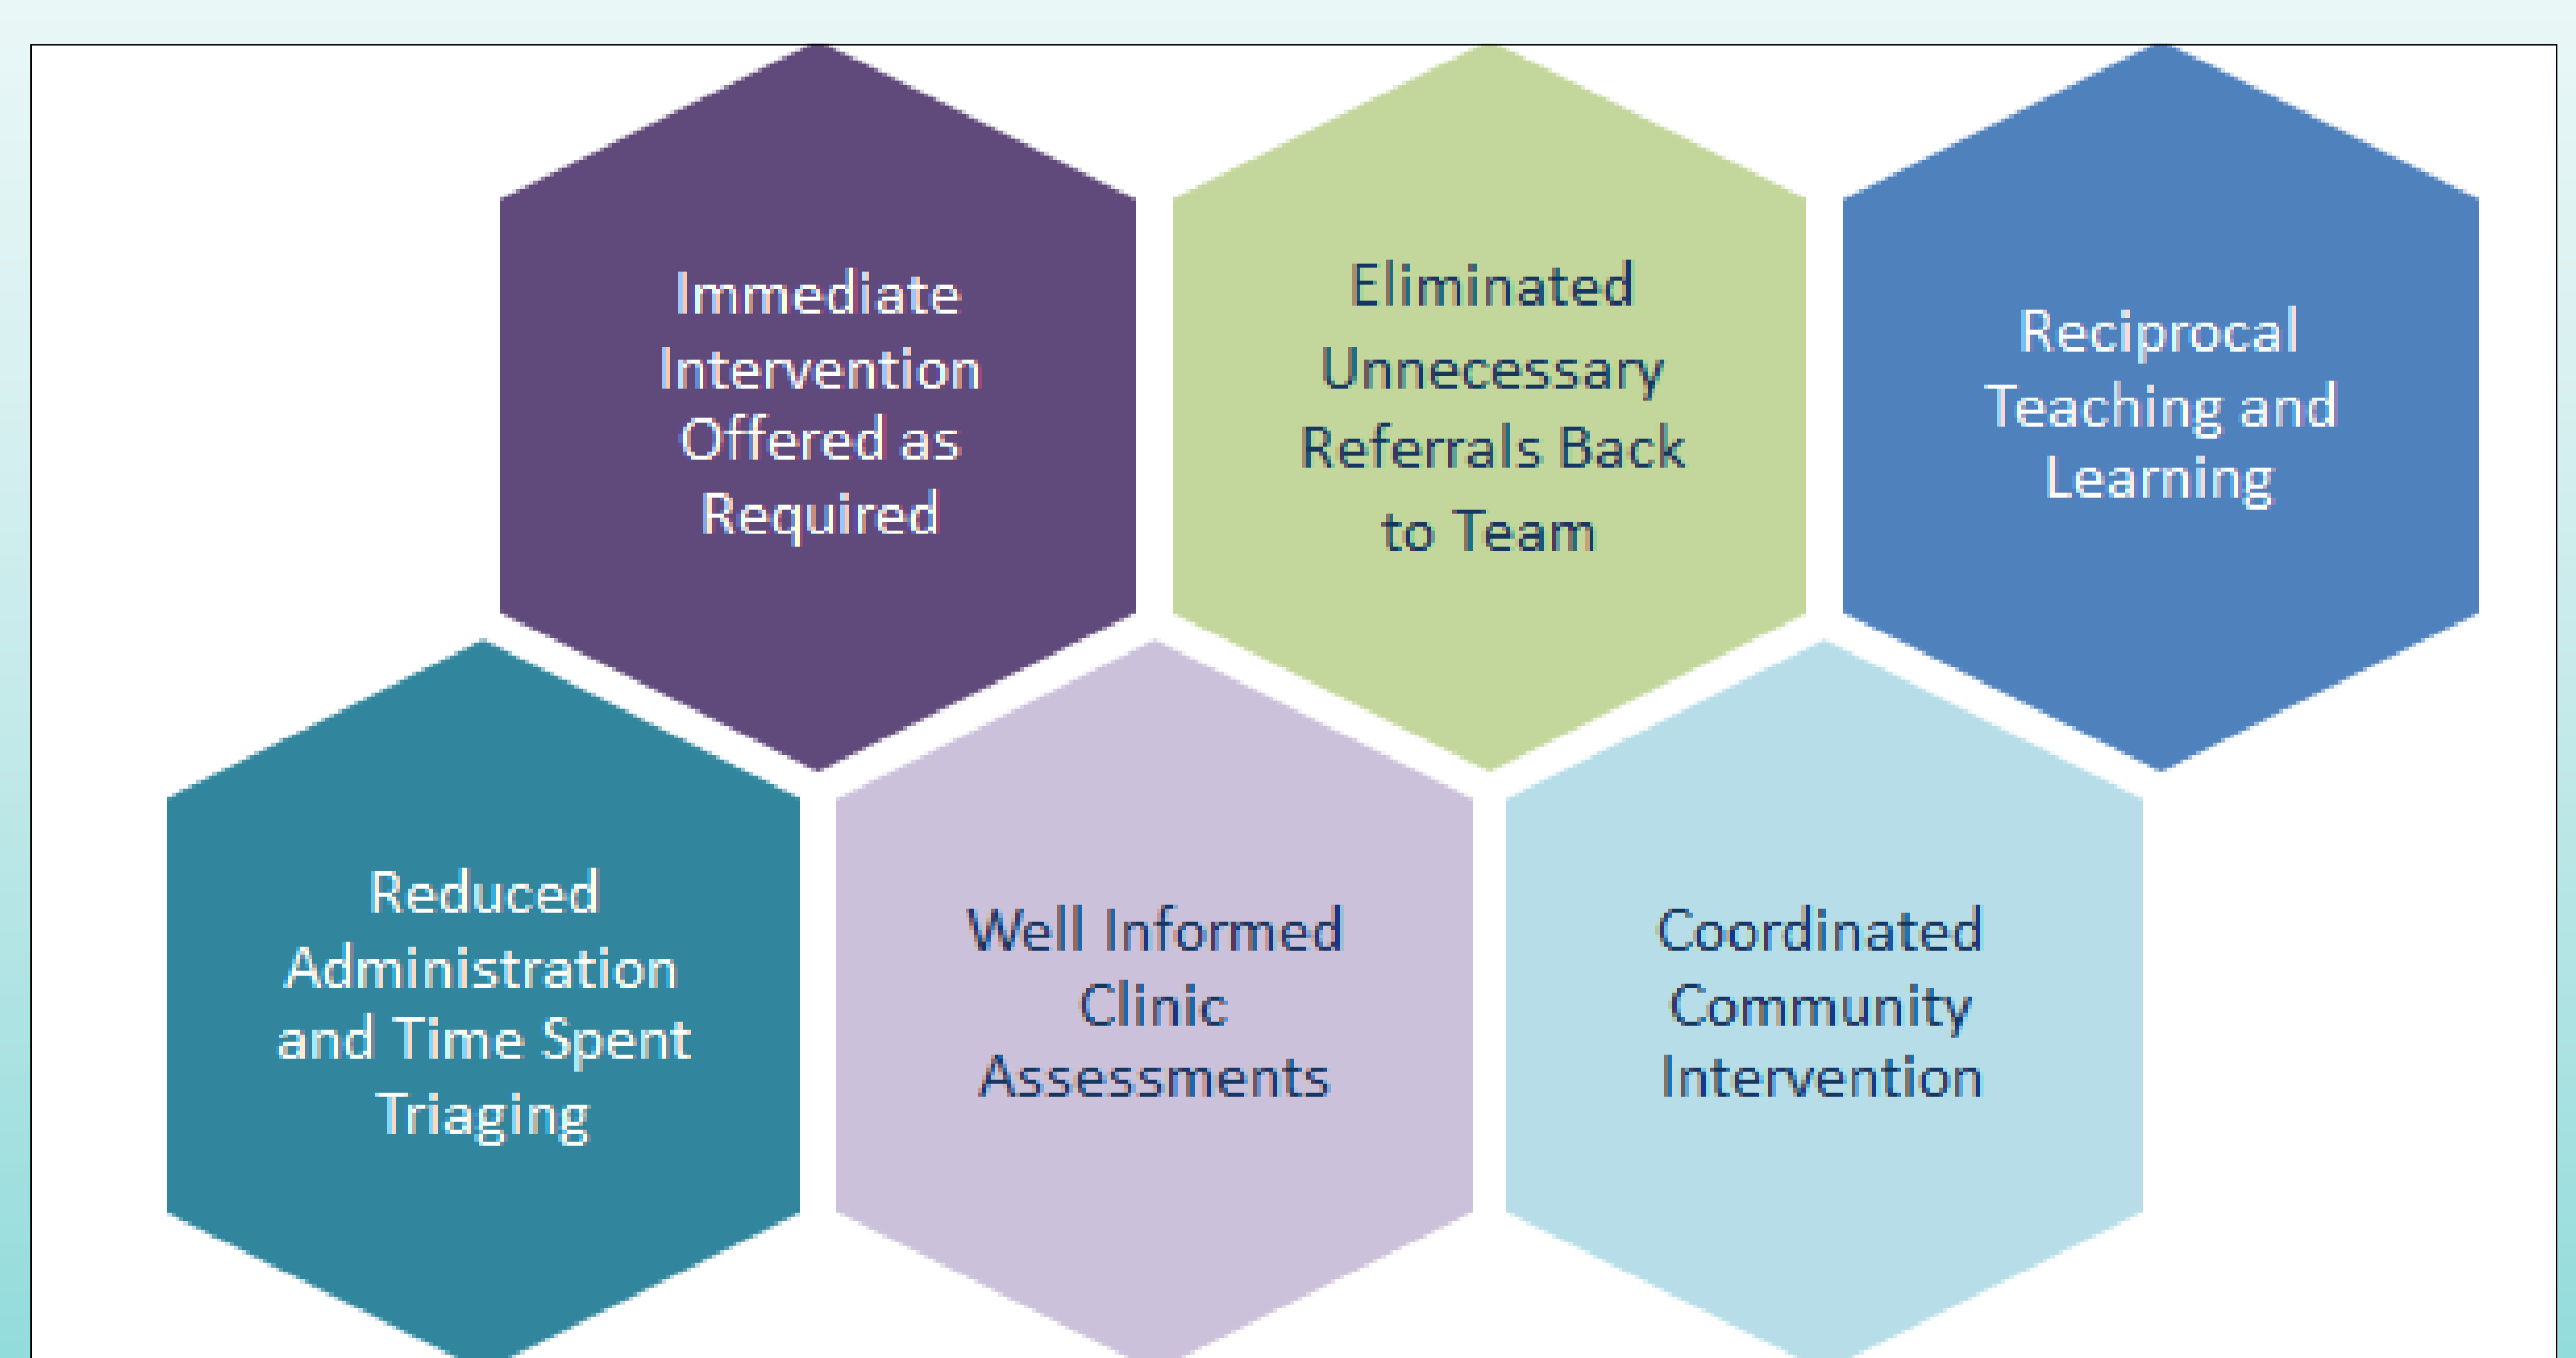 Immediate
Intervention
Offered as
Required
Eliminated
Unnecessary
Referrals Back
to Team
Reciprocal
Teaching and
Learning
Reduced
Administration
and Time Spent
Triaging
Well Informed
Clinic
Assessments
Coordinated
Community
Intervention